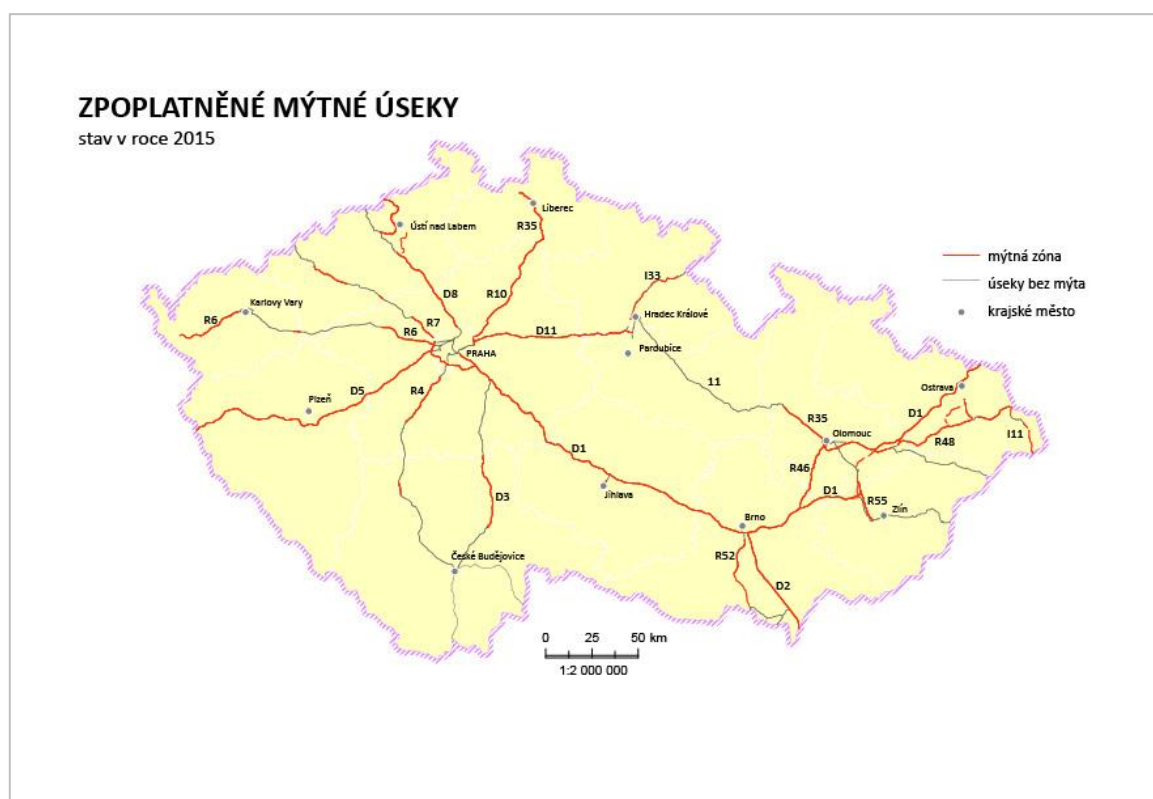 ZPOPLATNĚNÉ MÝTNÉ ÚSEKY
stav v roce 2015
mýtná zóna
úseky bez mýta
krajské město
Liberec
Ústí nad Labem
R35
I33
D8
R10
Karlovy Vary
R6
R7
R6
D11
Hradec Králové
PRAHA
Pardubice
D5
R4
11
Ostrava
Plzeň
R35
D1
Olomouc
R48
I11
D1
R46
Jihlava
D3
D1
R55
Zlín
Brno
R52
České Budějovice
D2
0 25 50 km
1:2 000 000